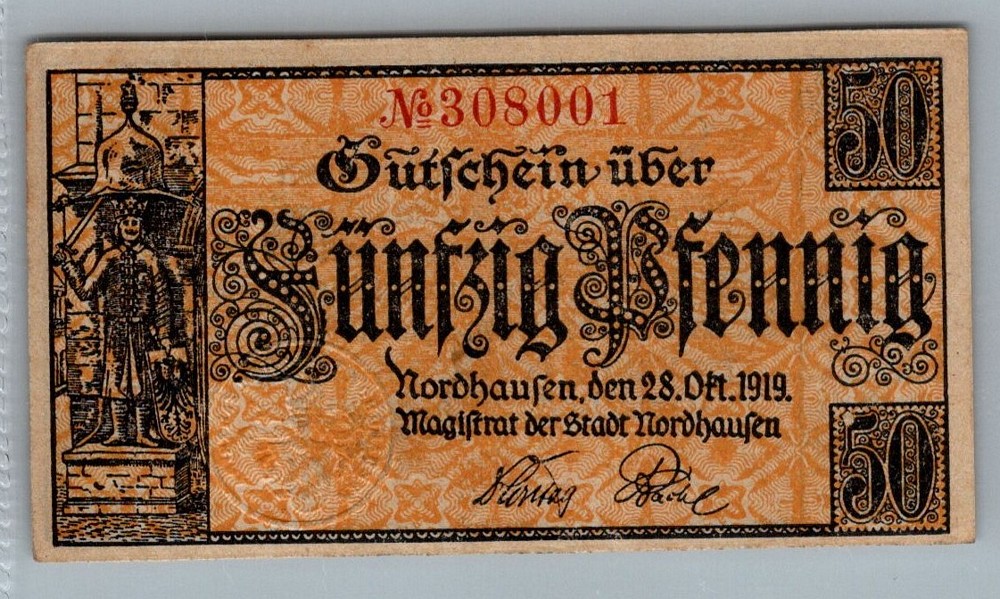 № 308001
50
Gutschein über
Fünfzig Pfennig
Nordhausen, den 28. Okt. 1919.
Magistrat der Stadt Nordhausen
50